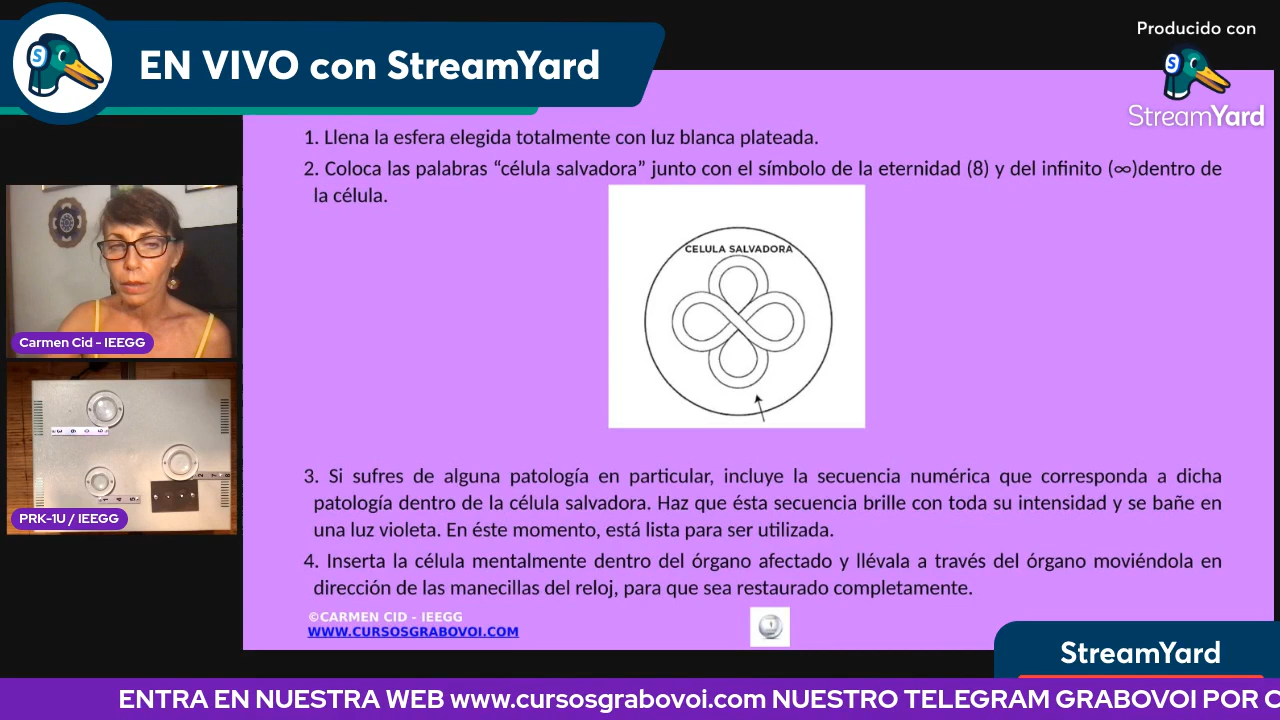 EN VIVO con StreamYard
Producido con
StreamYard
1. Llena la esfera elegida totalmente con luz blanca plateada.
2. Coloca las palabras “célula salvadora” junto con el símbolo de la eternidad (8) y del infinito (∞)dentro de
la célula.
CELULA SALVADORA
Carmen Cid - IEEGG
PRK-1U / IEEGG
3. Si sufres de alguna patología en particular, incluye la secuencia numérica que corresponda a dicha
patología dentro de la célula salvadora. Haz que esta secuencia brille con toda su intensidad y se bañe en
una luz violeta. En éste momento, está lista para ser utilizada.
4. Inserta la célula mentalmente dentro del órgano afectado y llévala a través del órgano moviéndola en
dirección de las manecillas del reloj, para que sea restaurado completamente.
©CARMEN CID - IEEGG
WWW.CURSOSGRABOVOI.COM
StreamYard
ENTRA EN NUESTRA WEB www.cursosgrabovoi.com NUESTRO TELEGRAM GRABOVOI POR